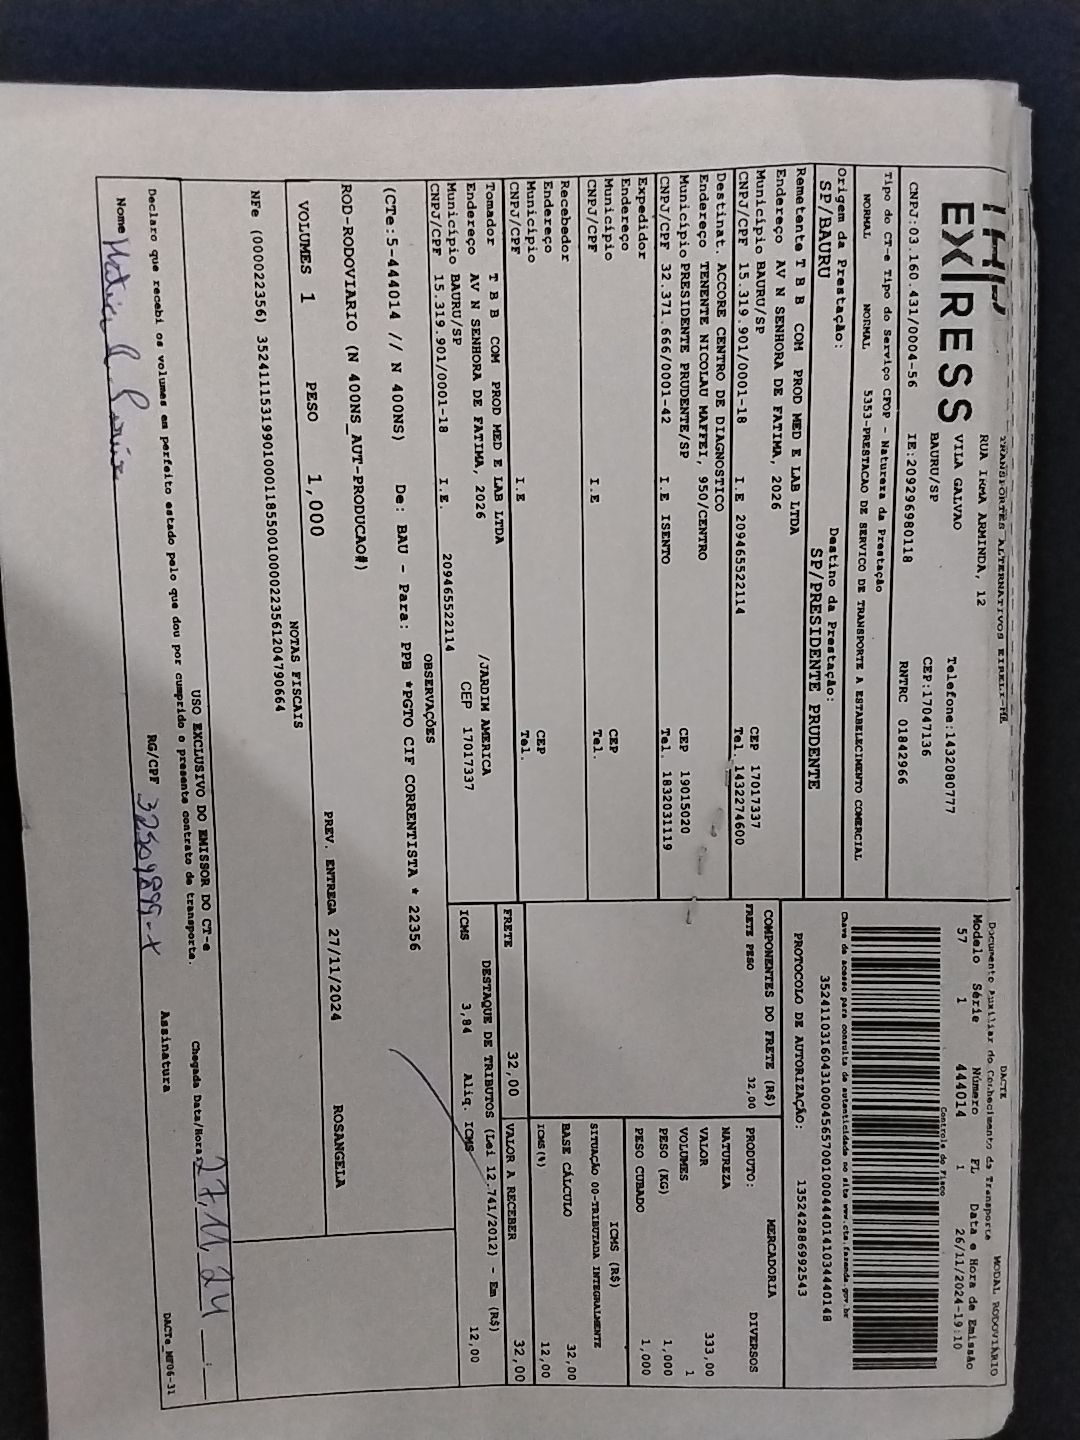 EXPRESS
TRANSPORTES ALTERNATIVOS EIRELI-ME
RUA IRMA ARMINDA, 12
VILA GALVAO
BAURU/SP
Telefone:1432080777
CEP:17047136
CNPJ:03.160.431/0004-56 IE:209296980118 RNTRC 01842966
DACTE
Documento Auxiliar do Conhecimento de Transporte
MODAL RODOVIÁRIO
Modelo Série Número FL Data e Hora de Emissão
57 1 444014 1 26/11/2024-19:10
Controle do Fisco
Chave de acesso para consulta de autenticidade no site www.cte.fazenda.gov.br
35241103160431000456570010004440141034440148
PROTOCOLO DE AUTORIZAÇÃO: 135242886992543
Tipo do CT-e Tipo do Serviço CFOP - Natureza da Prestação
NORMAL NORMAL 5353-PRESTACAO DE SERVICO DE TRANSPORTE A ESTABELECIMENTO COMERCIAL
Origem da Prestação: Destino da Prestação:
SP/BAURU SP/PRESIDENTE PRUDENTE
Remetente T B B COM PROD MED E LAB LTDA
Endereço AV N SENHORA DE FATIMA, 2026
Município BAURU/SP CEP 17017337
CNPJ/CPF 15.319.901/0001-18 I.E 209465522114 Tel. 1432274600
Destinat. ACCORE CENTRO DE DIAGNOSTICO
Endereço TENENTE NICOLAU MAFFEI, 950/CENTRO
Município PRESIDENTE PRUDENTE/SP CEP 19015020
CNPJ/CPF 32.371.666/0001-42 I.E ISENTO Tel. 1832031119
Expedidor
Endereço
Município CEP
CNPJ/CPF I.E Tel.
Recebedor
Endereço
Município CEP
CNPJ/CPF I.E Tel.
Tomador T B B COM PROD MED E LAB LTDA
Endereço AV N SENHORA DE FATIMA, 2026 /JARDIM AMERICA
Município BAURU/SP CEP 17017337
CNPJ/CPF 15.319.901/0001-18 I.E. 209465522114
COMPONENTES DO FRETE (R$)
FRETE PESO 32,00
MERCADORIA
PRODUTO: DIVERSOS
NATUREZA
VALOR 333,00
VOLUMES 1
PESO (KG) 1,000
PESO CUBADO 1,000
ICMS (R$)
SITUAÇÃO 00-TRIBUTADA INTEGRALMENTE
BASE CÁLCULO 32,00
ICMS(%) 12,00
FRETE 32,00 VALOR A RECEBER 32,00
DESTAQUE DE TRIBUTOS (Lei 12.741/2012) - Em (R$)
ICMS 3,84 Aliq. ICMS 12,00
OBSERVAÇÕES
(CTe:5-444014 // N 400NS) De: BAU - Para: PPB *PGTO CIF CORRENTISTA * 22356
ROD-RODOVIARIO (N 400NS_AUT-PRODUCAO#)
VOLUMES 1 PESO 1,000 PREV. ENTREGA 27/11/2024 ROSANGELA
NOTAS FISCAIS
NFe (000022356) 35241115319901000118550010000223561204790664
USO EXCLUSIVO DO EMISSOR DO CT-e
Declaro que recebi os volumes em perfeito estado pelo que dou por cumprido o presente contrato de transporte.
Chegada Data/Hora: 27, 11, 24 :
Nome RG/CPF Assinatura
DACTe_MF06-31